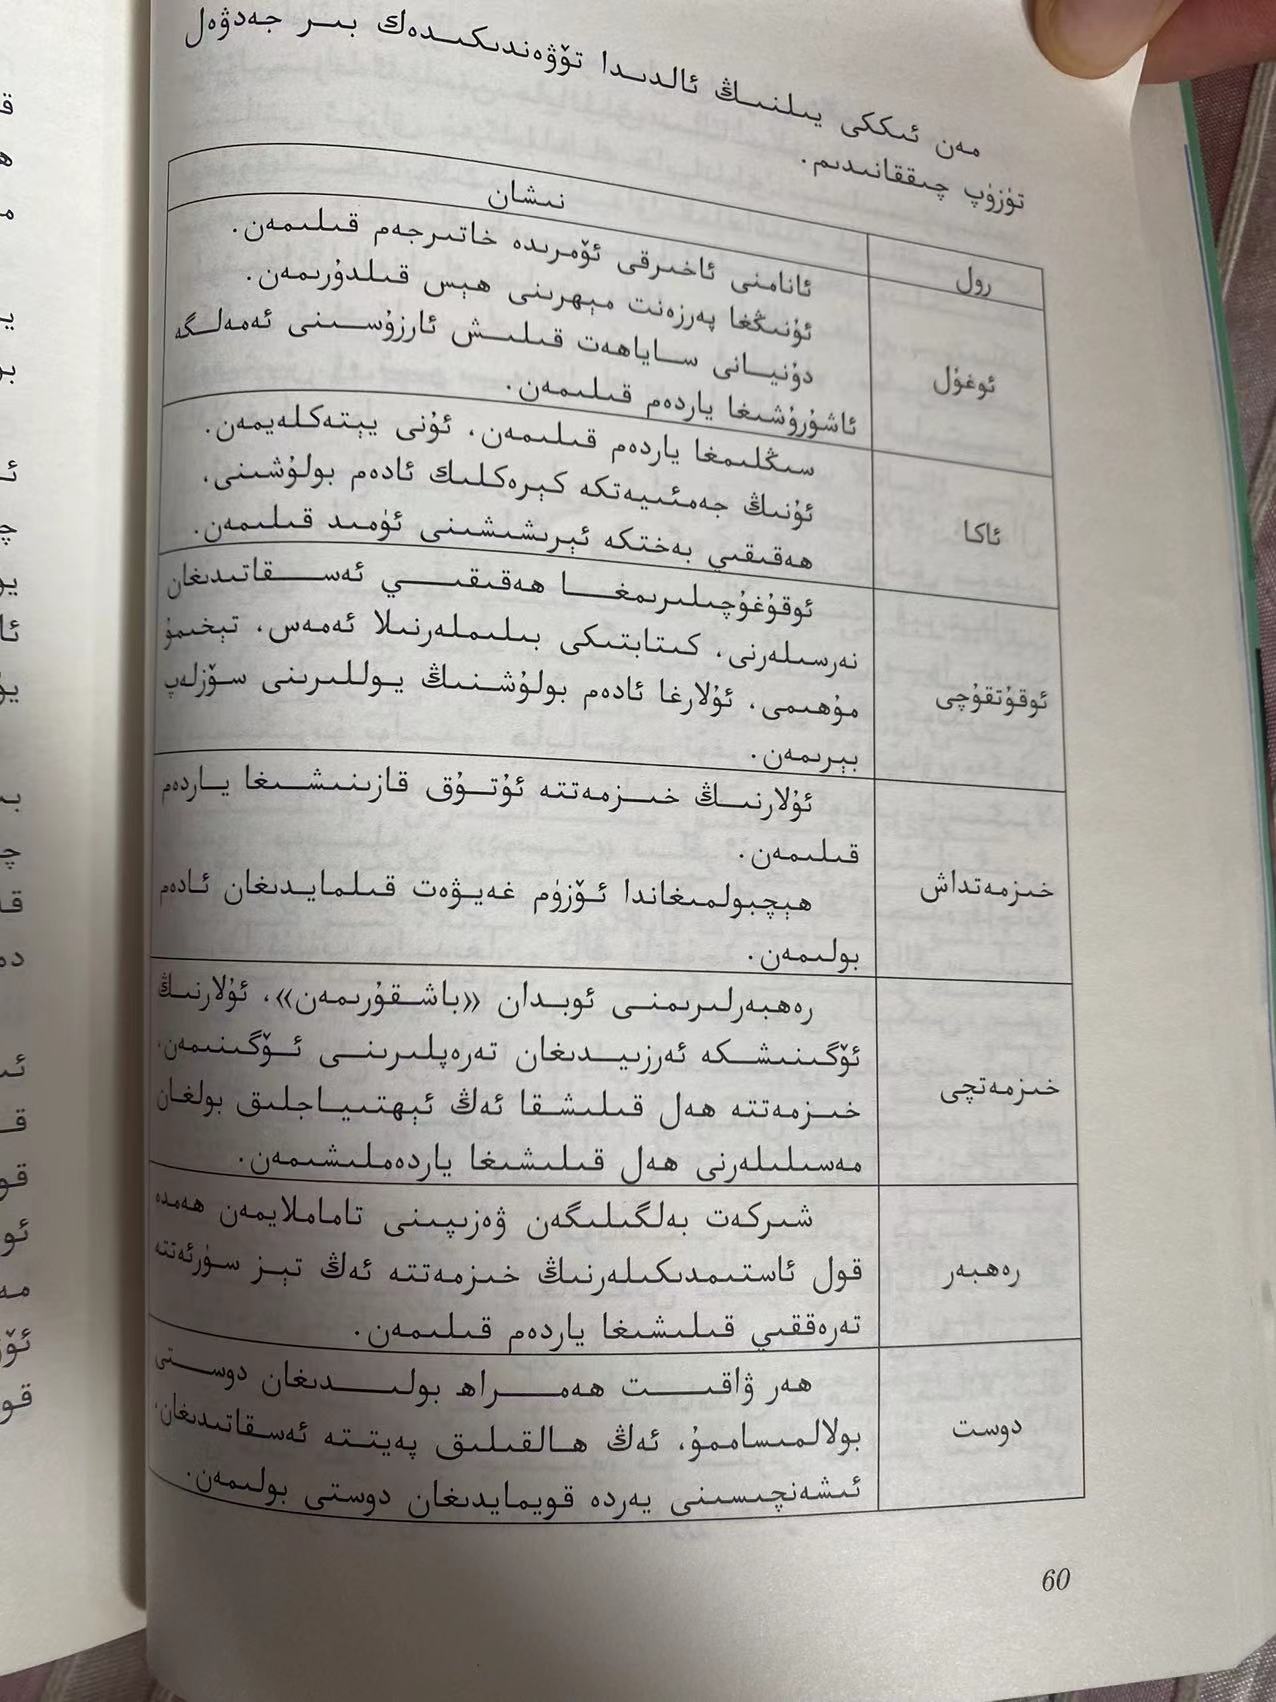 مەن ئىككى يىلنىڭ ئالدىدا تۆۋەندىكىدەك بىر جەدۋەل
تۈزۈپ چىققانىدىم.
رول
نىشان
ئوغۇل
ئانامنى ئاخىرقى ئۆمرىدە خاتىرجەم قىلىمەن.
ئۇنىڭغا پەرزەنت مېھرىنى ھېس قىلدۇرىمەن.
دۇنيانى ساياھەت قىلىش ئارزۇسىنى ئەمەلگە
ئاشۇرۇشىغا ياردەم قىلىمەن.
ئاكا
سىڭلىمغا ياردەم قىلىمەن، ئۇنى يېتەكلەيمەن.
ئۇنىڭ جەمئىيەتكە كېرەكلىك ئادەم بولۇشىنى،
ھەقىقىي بەختكە ئېرىشىشىنى ئۈمىد قىلىمەن.
ئوقۇتقۇچى
ئوقۇغۇچىلىرىمغا ھەقىقىي ئەسقاتىدىغان
نەرسىلەرنى، كىتابتىكى بىلىملەرنىلا ئەمەس، تېخىمۇ
مۇھىمى، ئۇلارغا ئادەم بولۇشنىڭ يوللىرىنى سۆزلەپ
بېرىمەن.
خىزمەتداش
ئۇلارنىڭ خىزمەتتە ئۇتۇق قازىنىشىغا ياردەم
قىلىمەن.
ھېچبولمىغاندا ئۆزۈم غەيۋەت قىلمايدىغان ئادەم
بولىمەن.
خىزمەتچى
رەھبەرلىرىمنى ئوبدان «باشقۇرىمەن»، ئۇلارنىڭ
ئۆگىنىشكە ئەرزىيدىغان تەرەپلىرىنى ئۆگىنىمەن،
خىزمەتتە ھەل قىلىشقا ئەڭ ئېھتىياجلىق بولغان
مەسىلىلەرنى ھەل قىلىشىغا ياردەملىشىمەن.
رەھبەر
شىركەت بەلگىلىگەن ۋەزىپىنى تاماملايمەن ھەمدە
قول ئاستىمدىكىلەرنىڭ خىزمەتتە ئەڭ تېز سۈرئەتتە
تەرەققىي قىلىشىغا ياردەم قىلىمەن.
دوست
ھەر ۋاقىت ھەمراھ بولىدىغان دوستى
بولالمىساممۇ، ئەڭ ھالقىلىق پەيتتە ئەسقاتىدىغان،
ئىشەنچىسىنى يەردە قويمايدىغان دوستى بولىمەن.
60